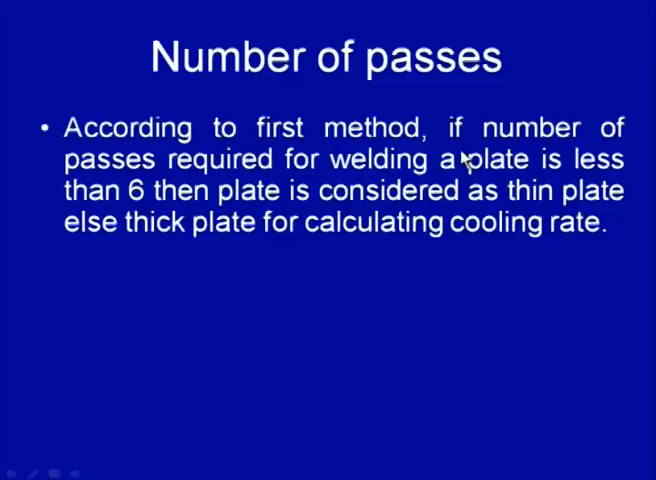 Number of passes
• According to first method, if number of
passes required for welding a plate is less
than 6 then plate is considered as thin plate
else thick plate for calculating cooling rate.